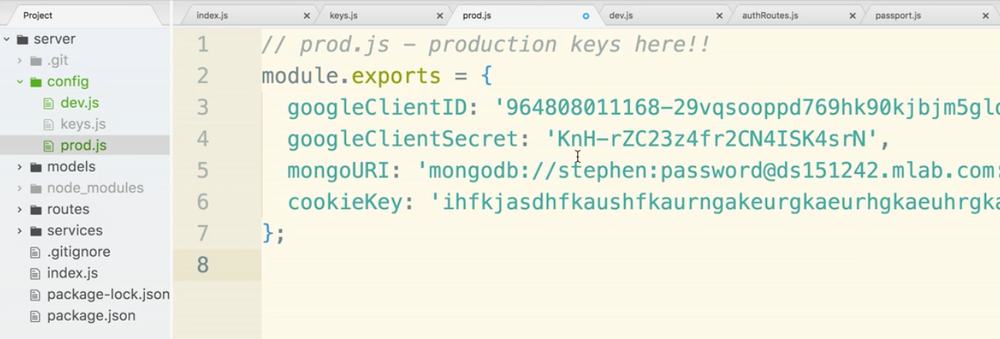 Project
index.js
keys.js
prod.js
dev.js
authRoutes.js
passport.js
server
.git
config
dev.js
keys.js
prod.js
models
node_modules
routes
services
.gitignore
index.js
package-lock.json
package.json
1 // prod.js - production keys here!!
2 module.exports = {
3 googleClientID: '964808011168-29vqsooppd769hk90kjbjm5glo
4 googleClientSecret: 'KnH-rZC23z4fr2CN4ISK4srN',
5 mongoURI: 'mongodb://stephen:password@ds151242.mlab.com:
6 cookieKey: 'ihfkjasdhfkaushfkaurngakeurgkaeurhgkaeuhrgka
7 };
8